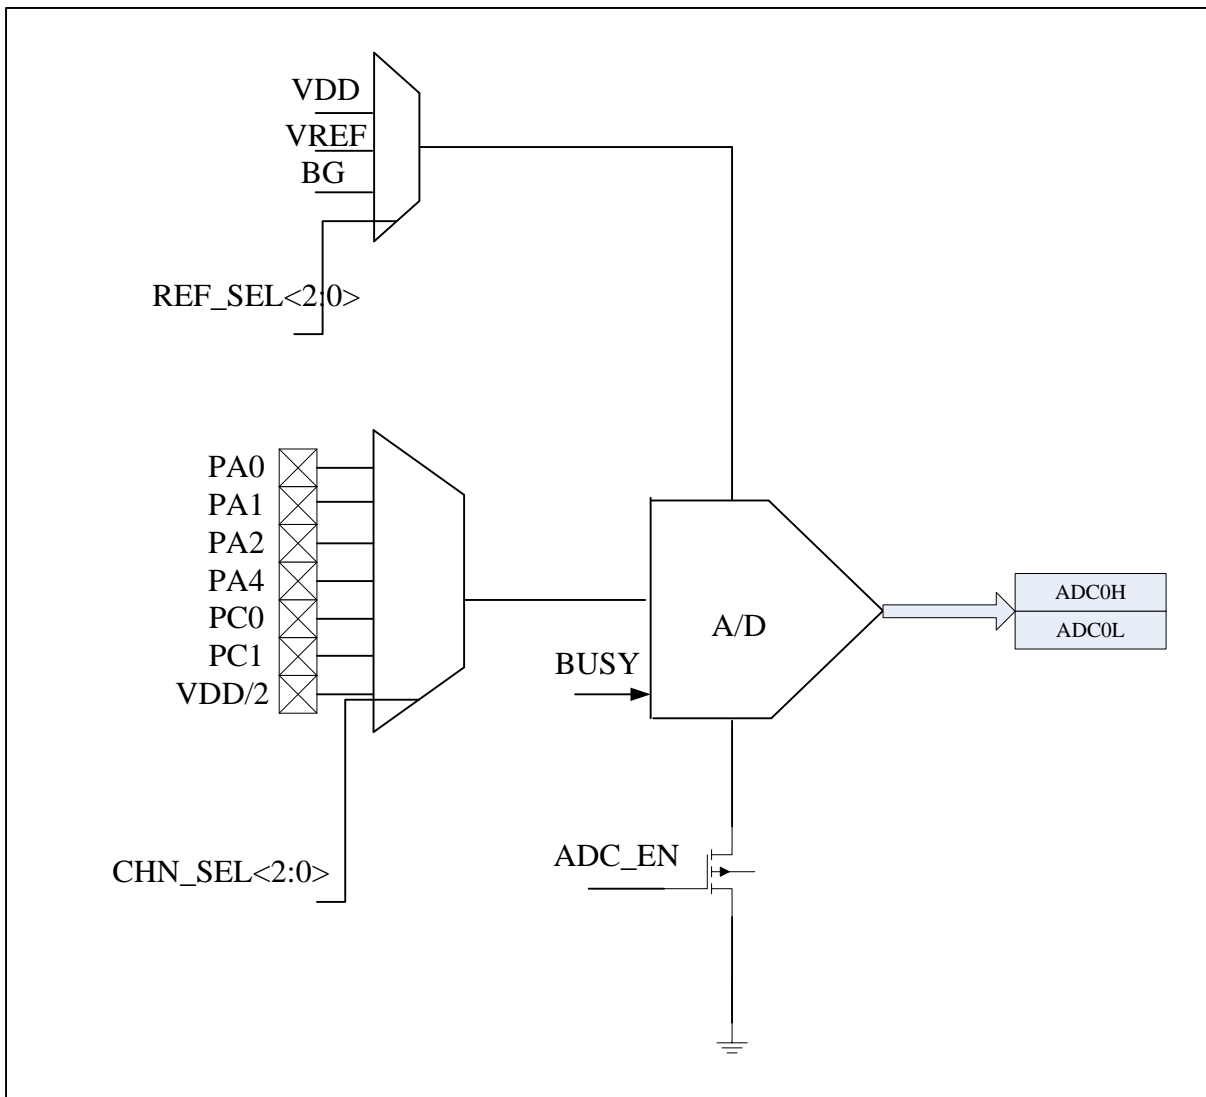 VDD
VREF
BG
REF_SEL<2:0>
PA0
PA1
PA2
PA4
PC0
PC1
VDD/2
CHN_SEL<2:0>
A/D
BUSY
ADC_EN
ADC0H
ADC0L